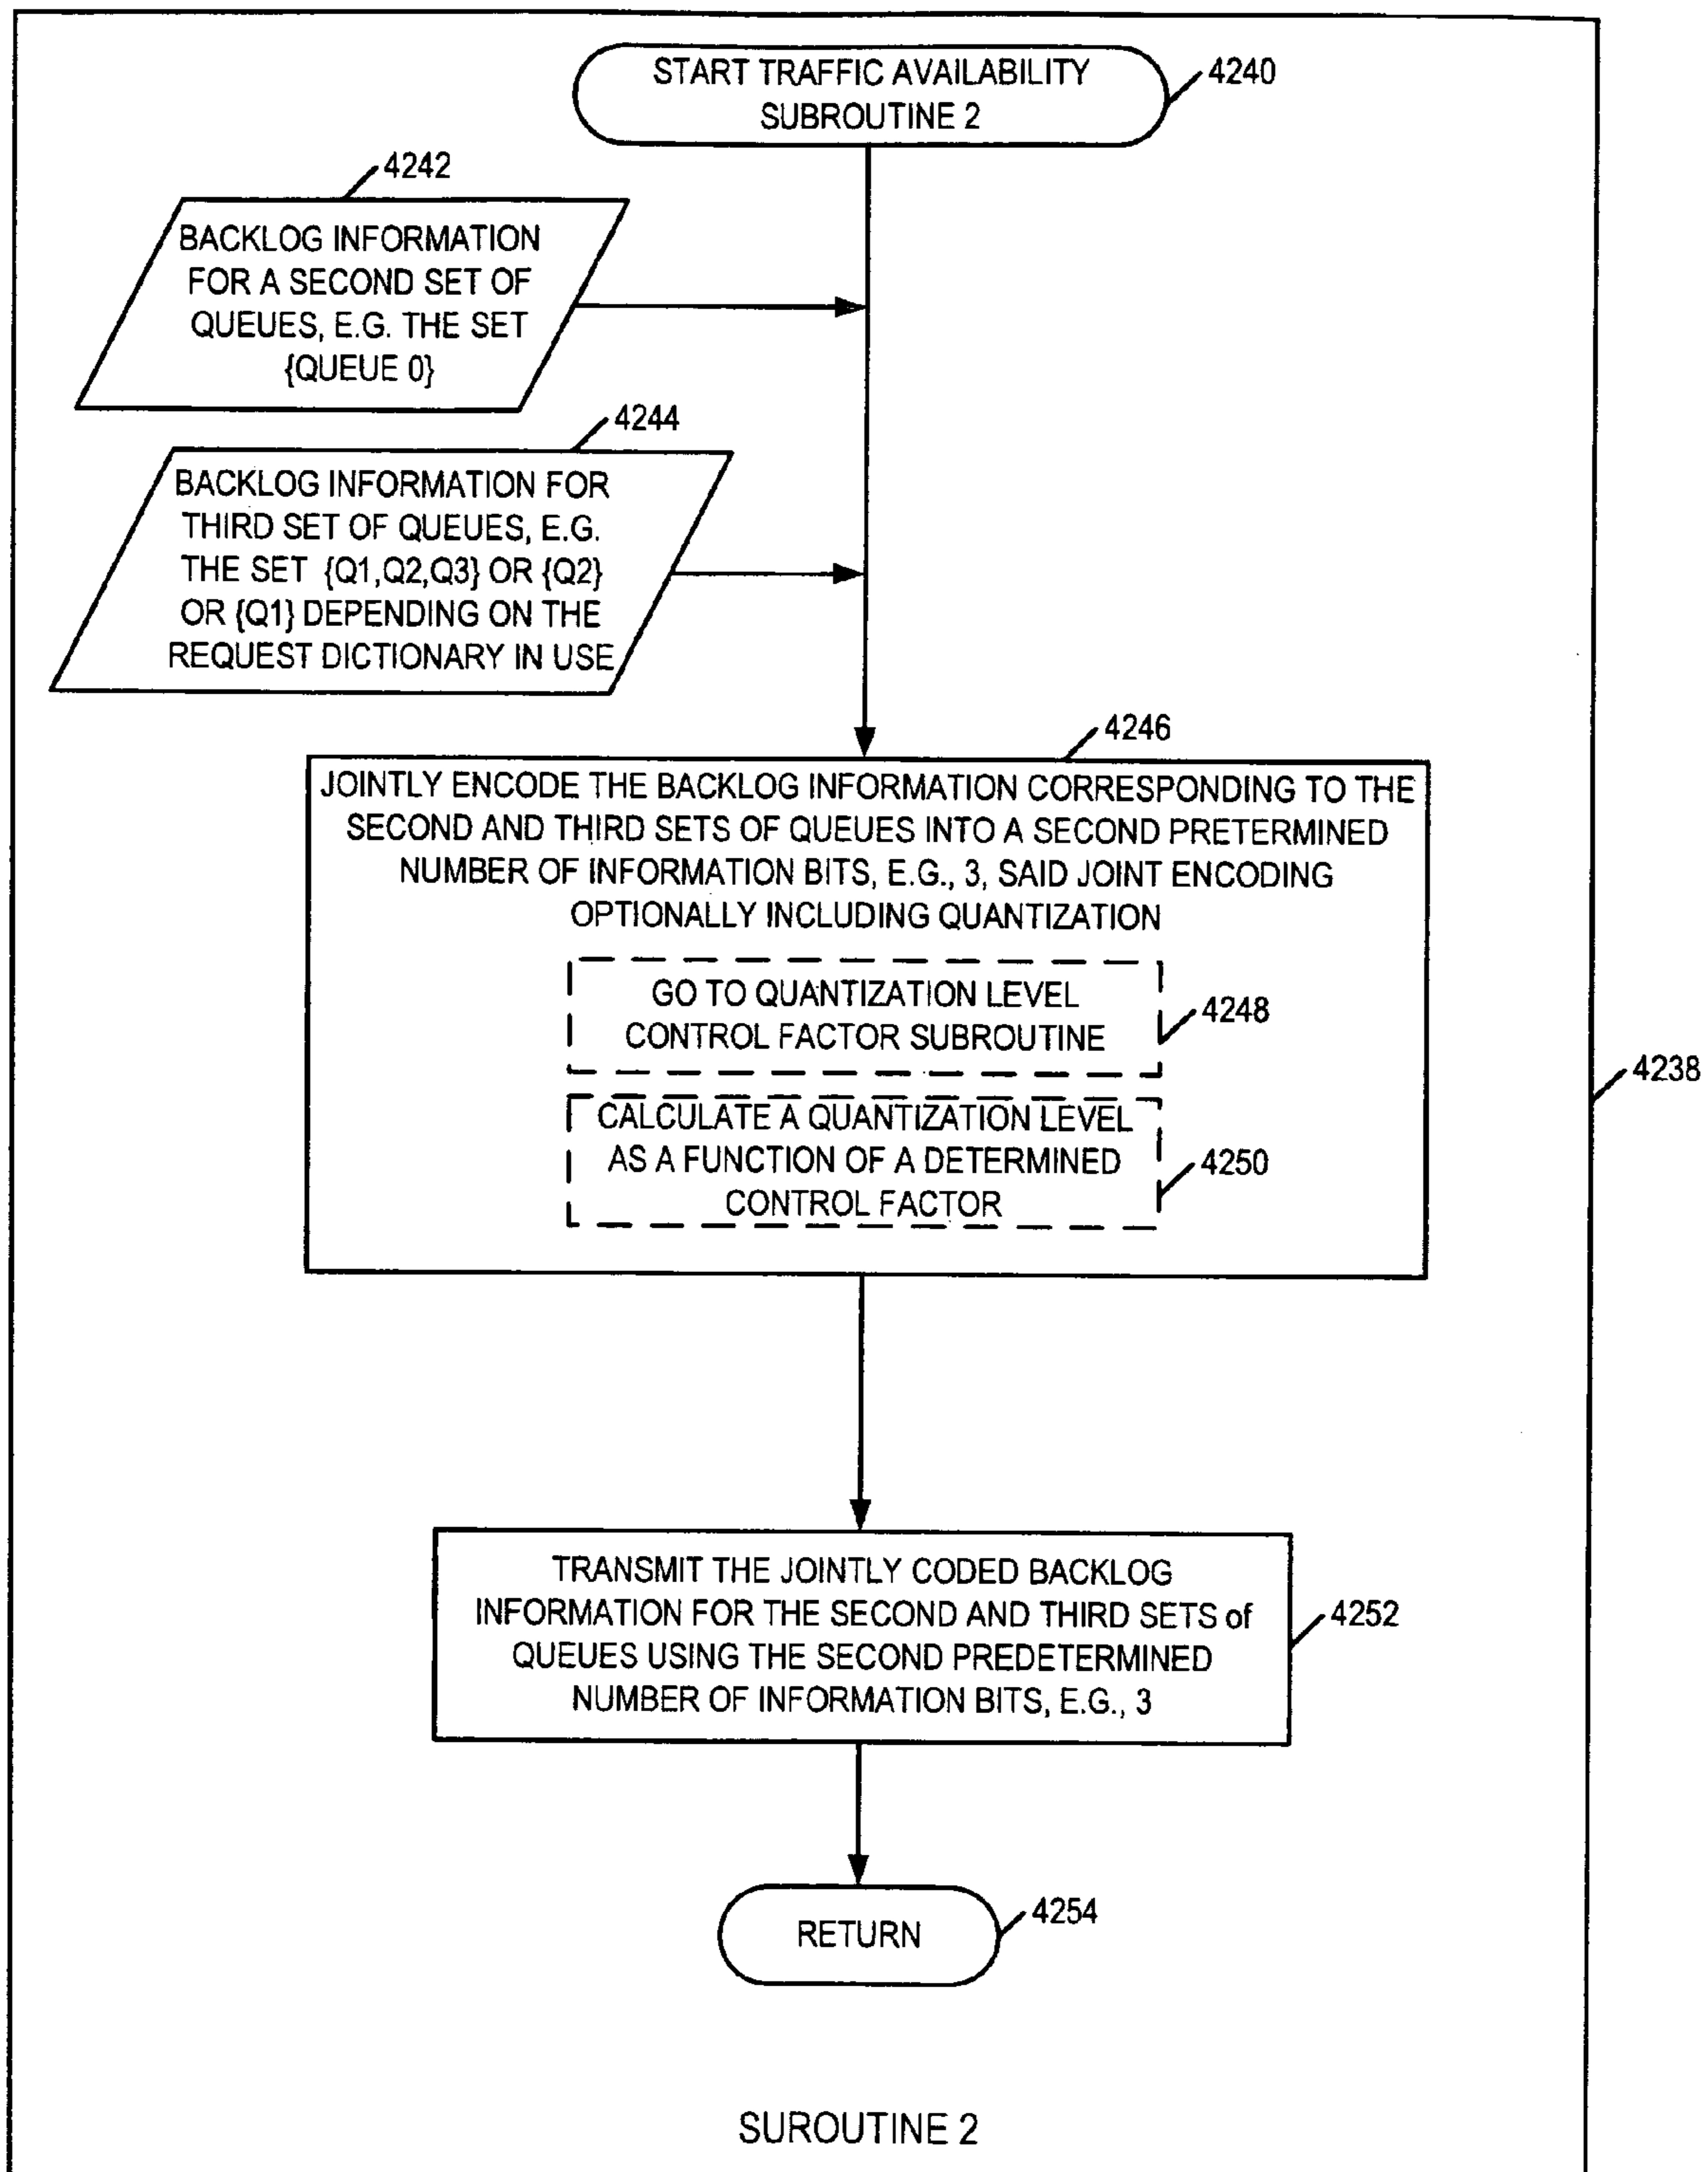 START TRAFFIC AVAILABILITY
SUBROUTINE 2
4240
4242
BACKLOG INFORMATION
FOR A SECOND SET OF
QUEUES, E.G. THE SET
{QUEUE 0}
4244
BACKLOG INFORMATION FOR
THIRD SET OF QUEUES, E.G.
THE SET {Q1,Q2,Q3} OR {Q2}
OR {Q1} DEPENDING ON THE
REQUEST DICTIONARY IN USE
4246
JOINTLY ENCODE THE BACKLOG INFORMATION CORRESPONDING TO THE
SECOND AND THIRD SETS OF QUEUES INTO A SECOND PRETERMINED
NUMBER OF INFORMATION BITS, E.G., 3, SAID JOINT ENCODING
OPTIONALLY INCLUDING QUANTIZATION
GO TO QUANTIZATION LEVEL
CONTROL FACTOR SUBROUTINE
4248
4238
CALCULATE A QUANTIZATION LEVEL
AS A FUNCTION OF A DETERMINED
CONTROL FACTOR
4250
TRANSMIT THE JOINTLY CODED BACKLOG
INFORMATION FOR THE SECOND AND THIRD SETS of
QUEUES USING THE SECOND PREDETERMINED
NUMBER OF INFORMATION BITS, E.G., 3
4252
RETURN
4254
SUROUTINE 2